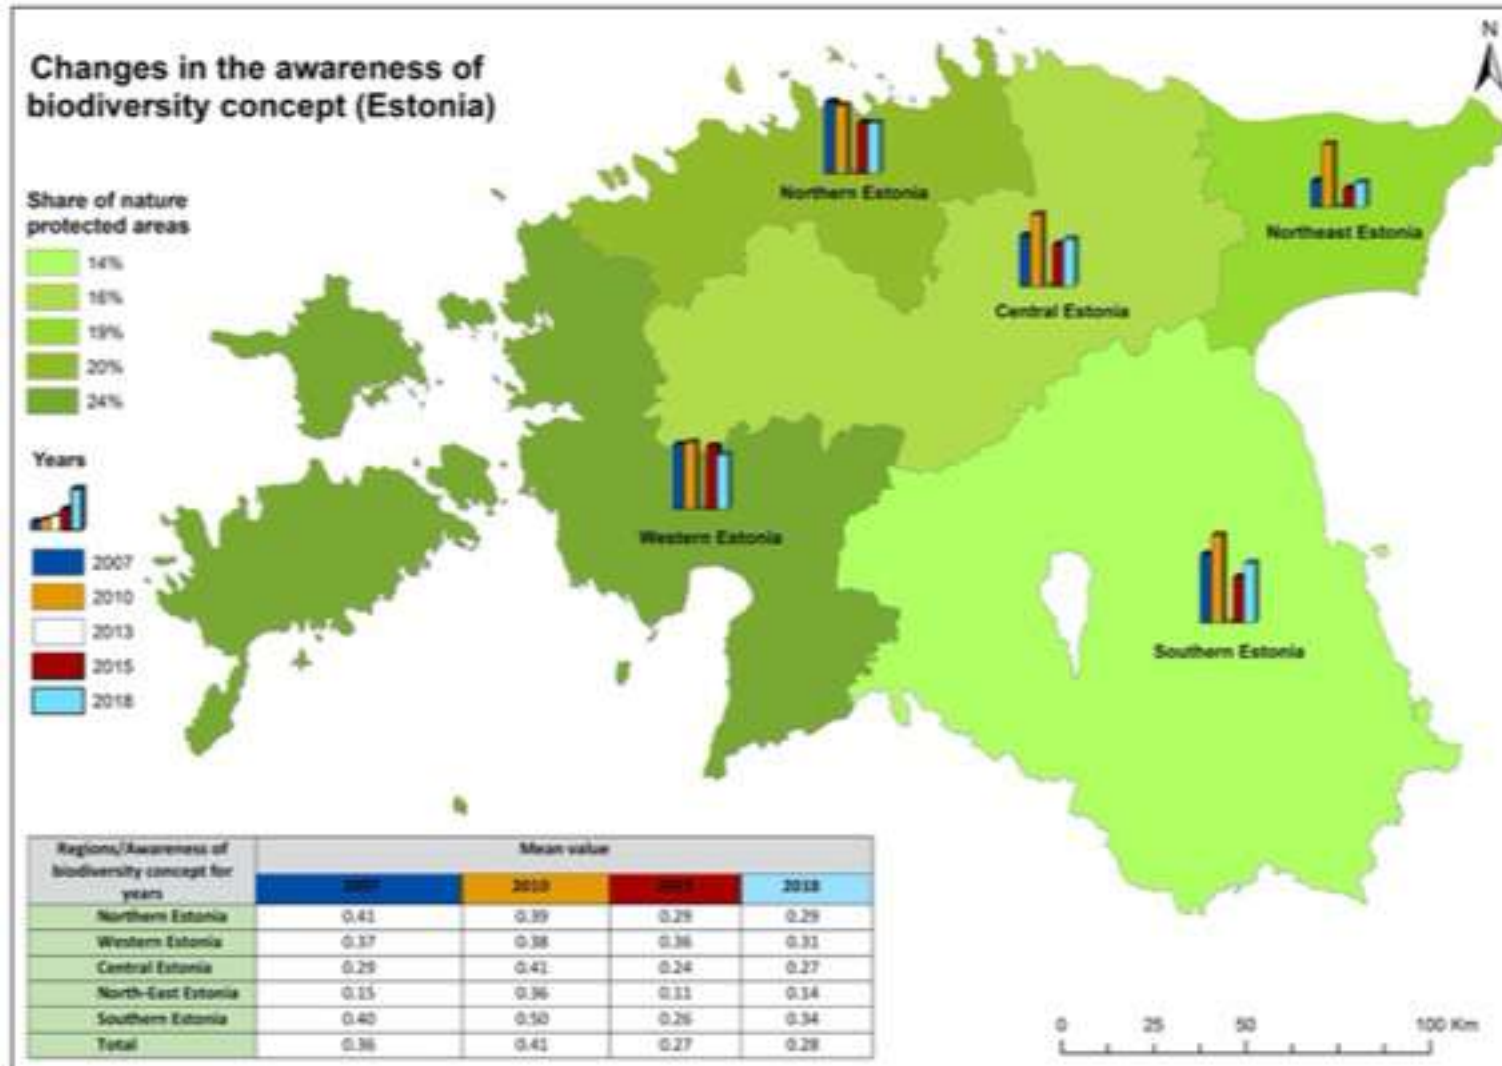 Changes in the awareness of
biodiversity concept (Estonia)
N
Share of nature
protected areas
14%
16%
19%
20%
24%
Years
2007
2010
2013
2015
2018
Northern Estonia
Northeast Estonia
Central Estonia
Western Estonia
Southern Estonia
Regions/Awareness of
biodiversity concept for
years
Mean value
2007 2010 2015 2018
Northern Estonia 0.41 0.39 0.29 0.29
Western Estonia 0.37 0.38 0.36 0.31
Central Estonia 0.29 0.41 0.24 0.27
North-East Estonia 0.15 0.36 0.11 0.14
Southern Estonia 0.40 0.50 0.26 0.34
Total 0.36 0.41 0.27 0.28
0 25 50 100 Km